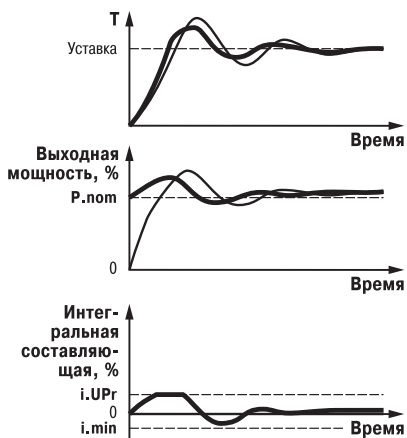 T
Уставка
Время
Выходная
мощность, %
P.nom
0
Время
Интег-
ральная
составляю-
щая, %
i.UPr
0
i.min
Время